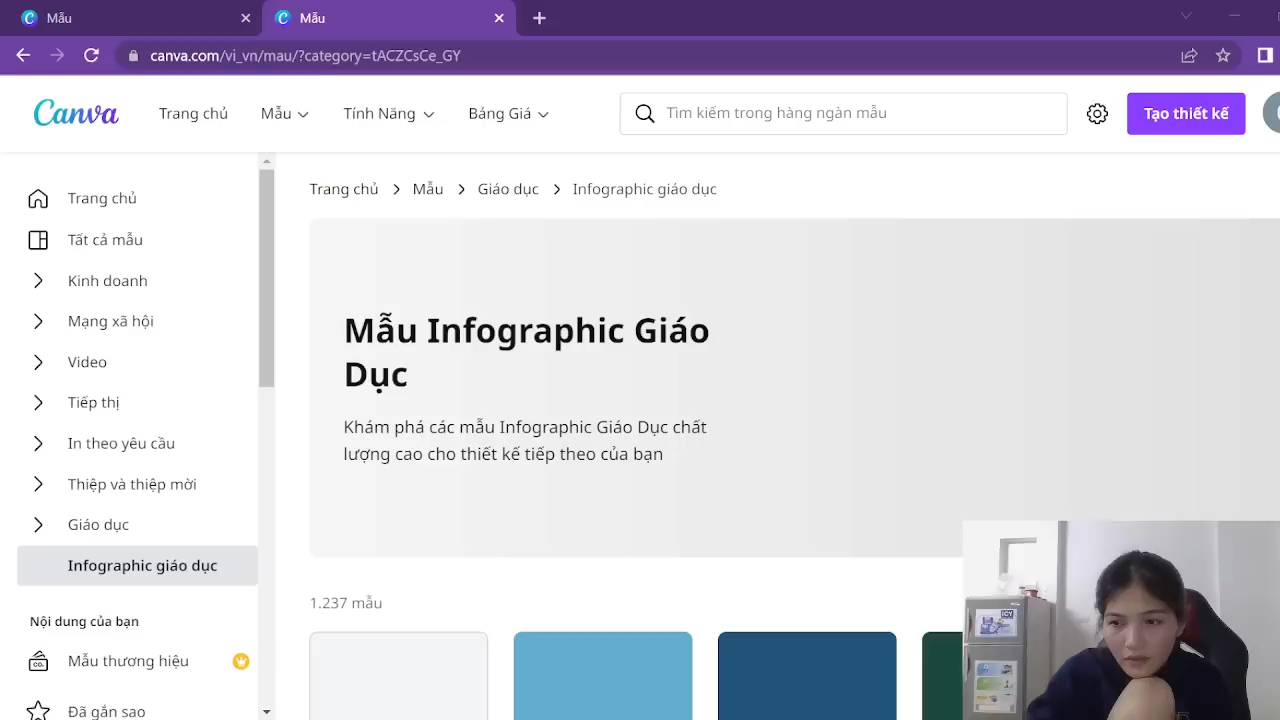 Mẫu
Mẫu
canva.com/vi_vn/mau/?category=tACZCsCe_GY
Canva
Trang chủ
Mẫu
Tính Năng
Bảng Giá
Tìm kiếm trong hàng ngàn mẫu
Tạo thiết kế
Trang chủ
Tất cả mẫu
Kinh doanh
Mạng xã hội
Video
Tiếp thị
In theo yêu cầu
Thiệp và thiệp mời
Giáo dục
Infographic giáo dục
Nội dung của bạn
CO.
Mẫu thương hiệu
Đã gắn sao
Trang chủ
Mẫu
Giáo dục
Infographic giáo dục
Mẫu Infographic Giáo
Dục
Khám phá các mẫu Infographic Giáo Dục chất
lượng cao cho thiết kế tiếp theo của bạn
1.237 mẫu